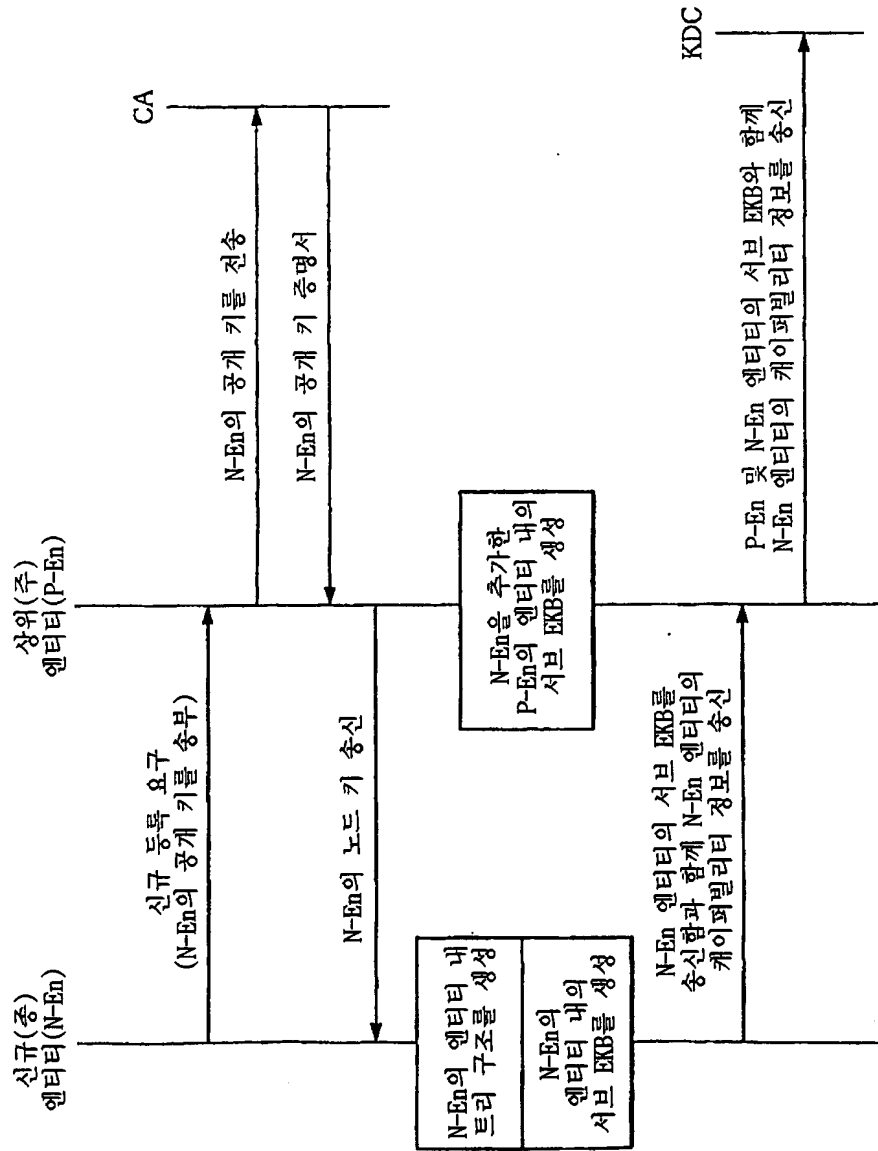 신규(종)
엔티티(N-En)
상위(주)
엔티티(P-En)
CA
KDC
신규 등록 요구
(N-En의 공개 키를 송부)
N-En의 공개 키를 전송
N-En의 공개 키 증명서
N-En의 노드 키 송신
N-En의 엔티티 내
트리 구조를 생성
N-En의
엔티티 내의
서브 EKB를 생성
N-En을 추가한
P-En의 엔티티 내의
서브 EKB를 생성
N-En 엔티티의 서브 EKB를
송신함과 함께 N-En 엔티티의
캐이퍼빌리티 정보를 송신
P-En 및 N-En 엔티티의 서브 EKB와 함께
N-En 엔티티의 캐이퍼빌리티 정보를 송신